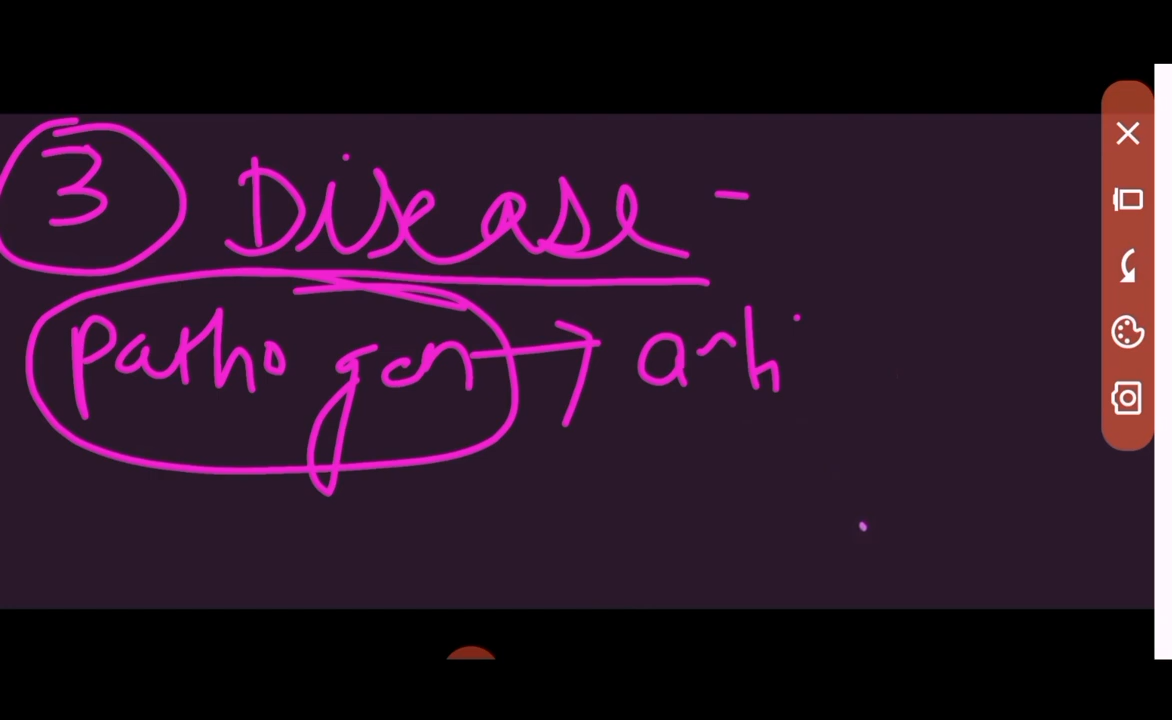 3 Disease -
Pathogen →